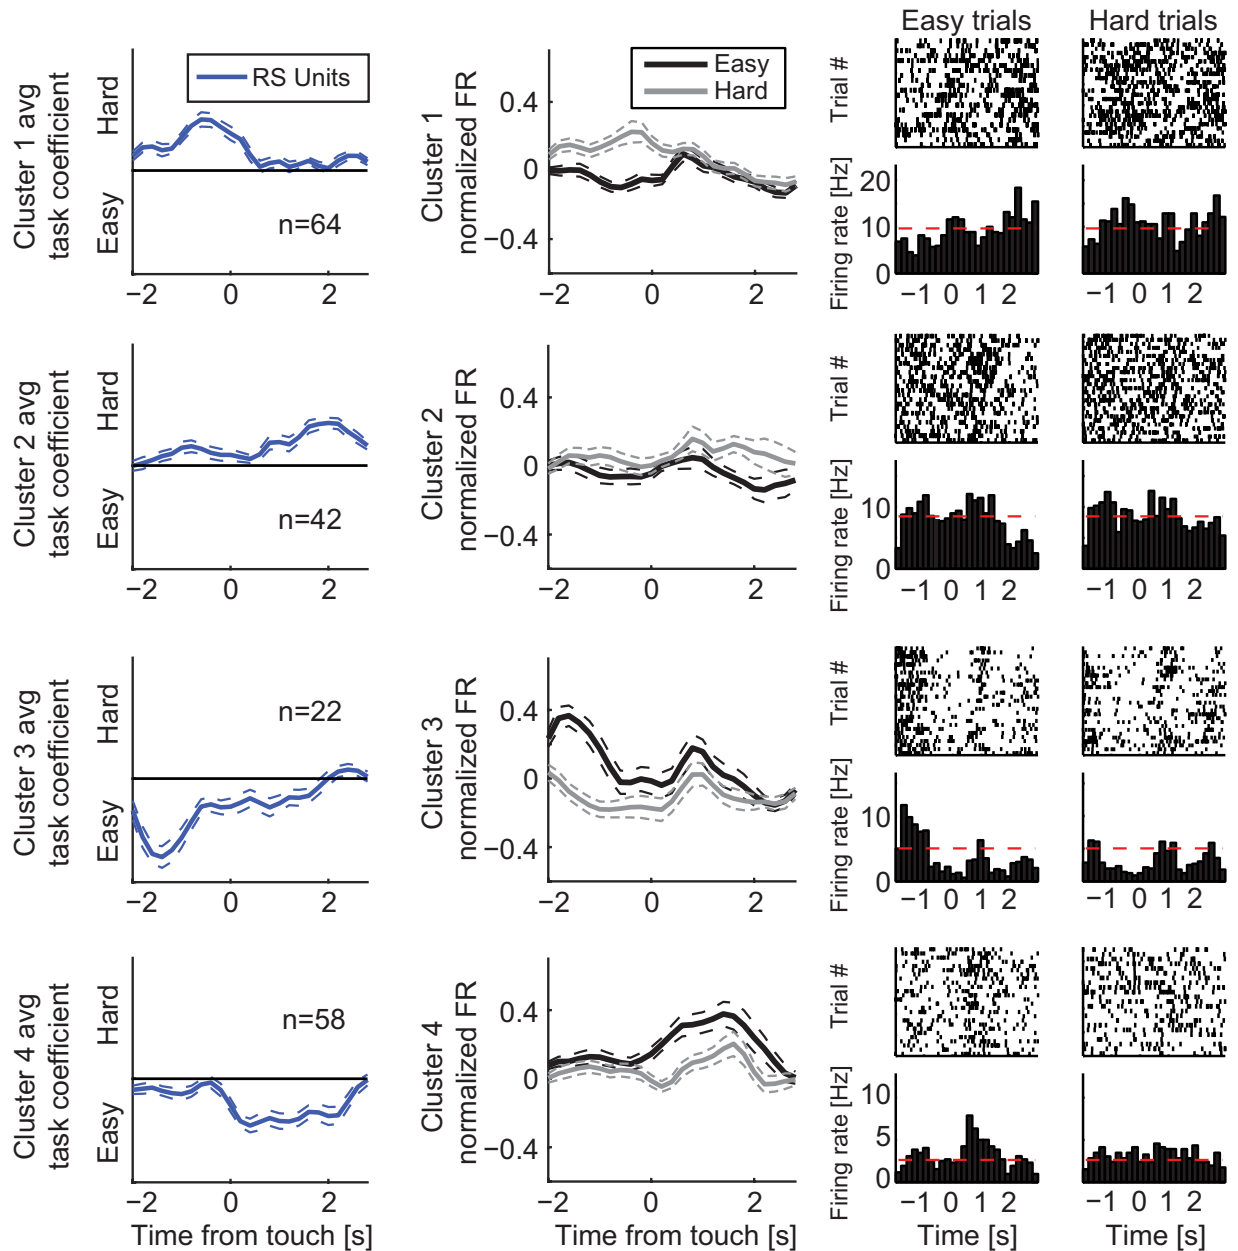 Easy trials
Hard trials
Cluster 1 avg
task coefficient
Easy
Hard
RS Units
n=64
−2
0
2
Cluster 1
normalized FR
0.4
0
−0.4
Easy
Hard
−2
0
2
Trial #
Firing rate [Hz]
20
10
0
−1
0
1
2
−1
0
1
2
Cluster 2 avg
task coefficient
Easy
Hard
n=42
−2
0
2
Cluster 2
normalized FR
0.4
0
−0.4
−2
0
2
Trial #
Firing rate [Hz]
10
0
−1
0
1
2
−1
0
1
2
Cluster 3 avg
task coefficient
Easy
Hard
n=22
−2
0
2
Cluster 3
normalized FR
0.4
0
−0.4
−2
0
2
Trial #
Firing rate [Hz]
10
0
−1
0
1
2
−1
0
1
2
Cluster 4 avg
task coefficient
Easy
Hard
n=58
−2
0
2
Time from touch [s]
Cluster 4
normalized FR
0.4
0
−0.4
−2
0
2
Time from touch [s]
Trial #
Firing rate [Hz]
10
5
0
−1
0
1
2
Time [s]
−1
0
1
2
Time [s]